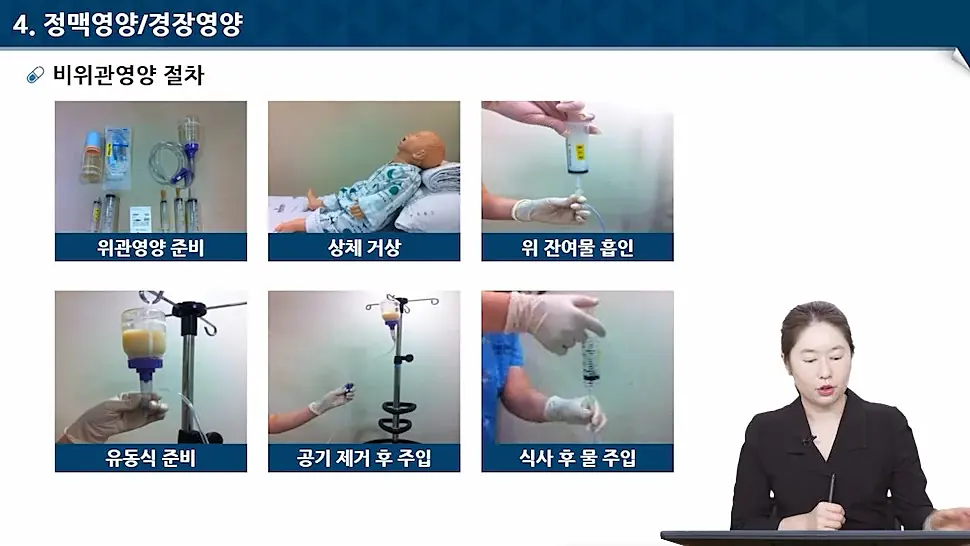 4. 정맥영양/경장영양
비위관영양 절차
위관영양 준비
상체 거상
위 잔여물 흡인
유동식 준비
공기 제거 후 주입
식사 후 물 주입